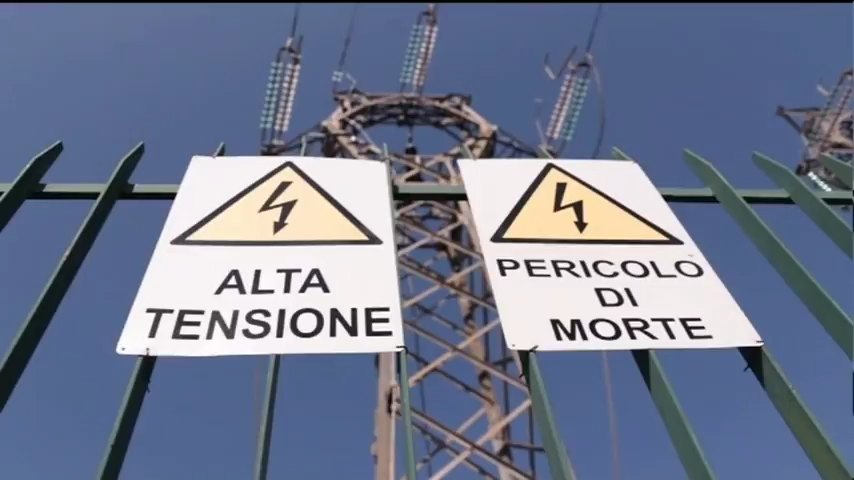 ALTA
TENSIONE
PERICOLO
DI
MORTE